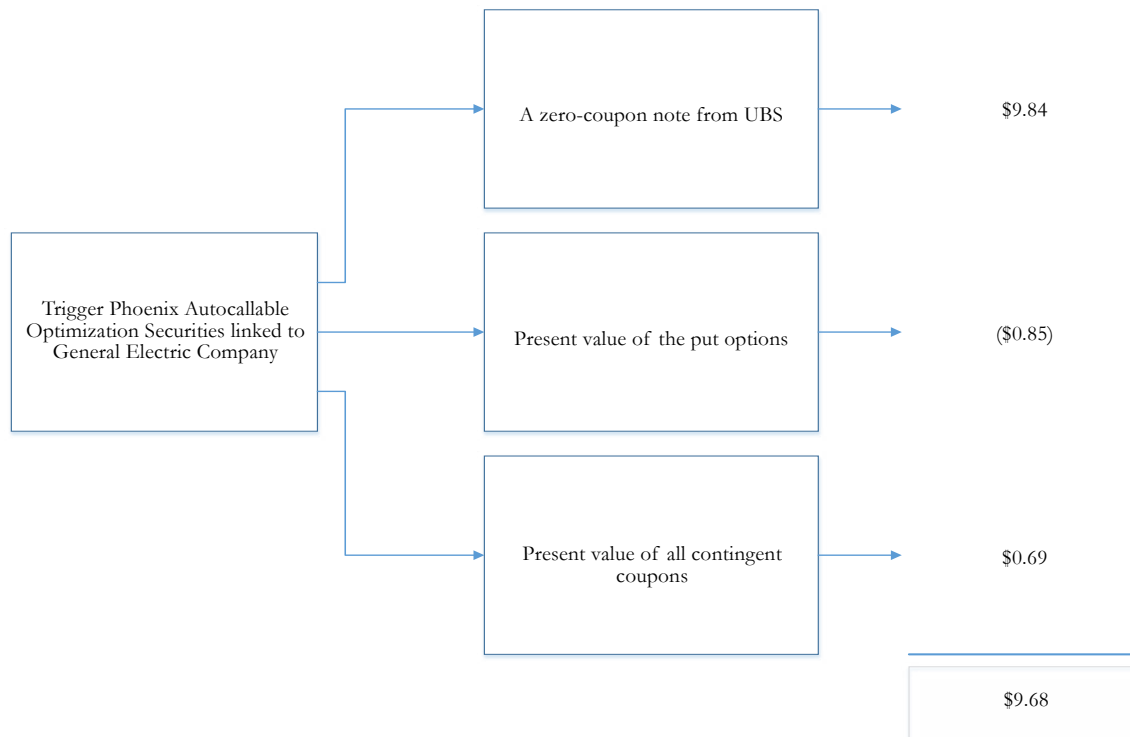 A zero-coupon note from UBS
$9.84
Trigger Phoenix Autocallable
Optimization Securities linked to
General Electric Company
Present value of the put options
($0.85)
Present value of all contingent
coupons
$0.69
$9.68